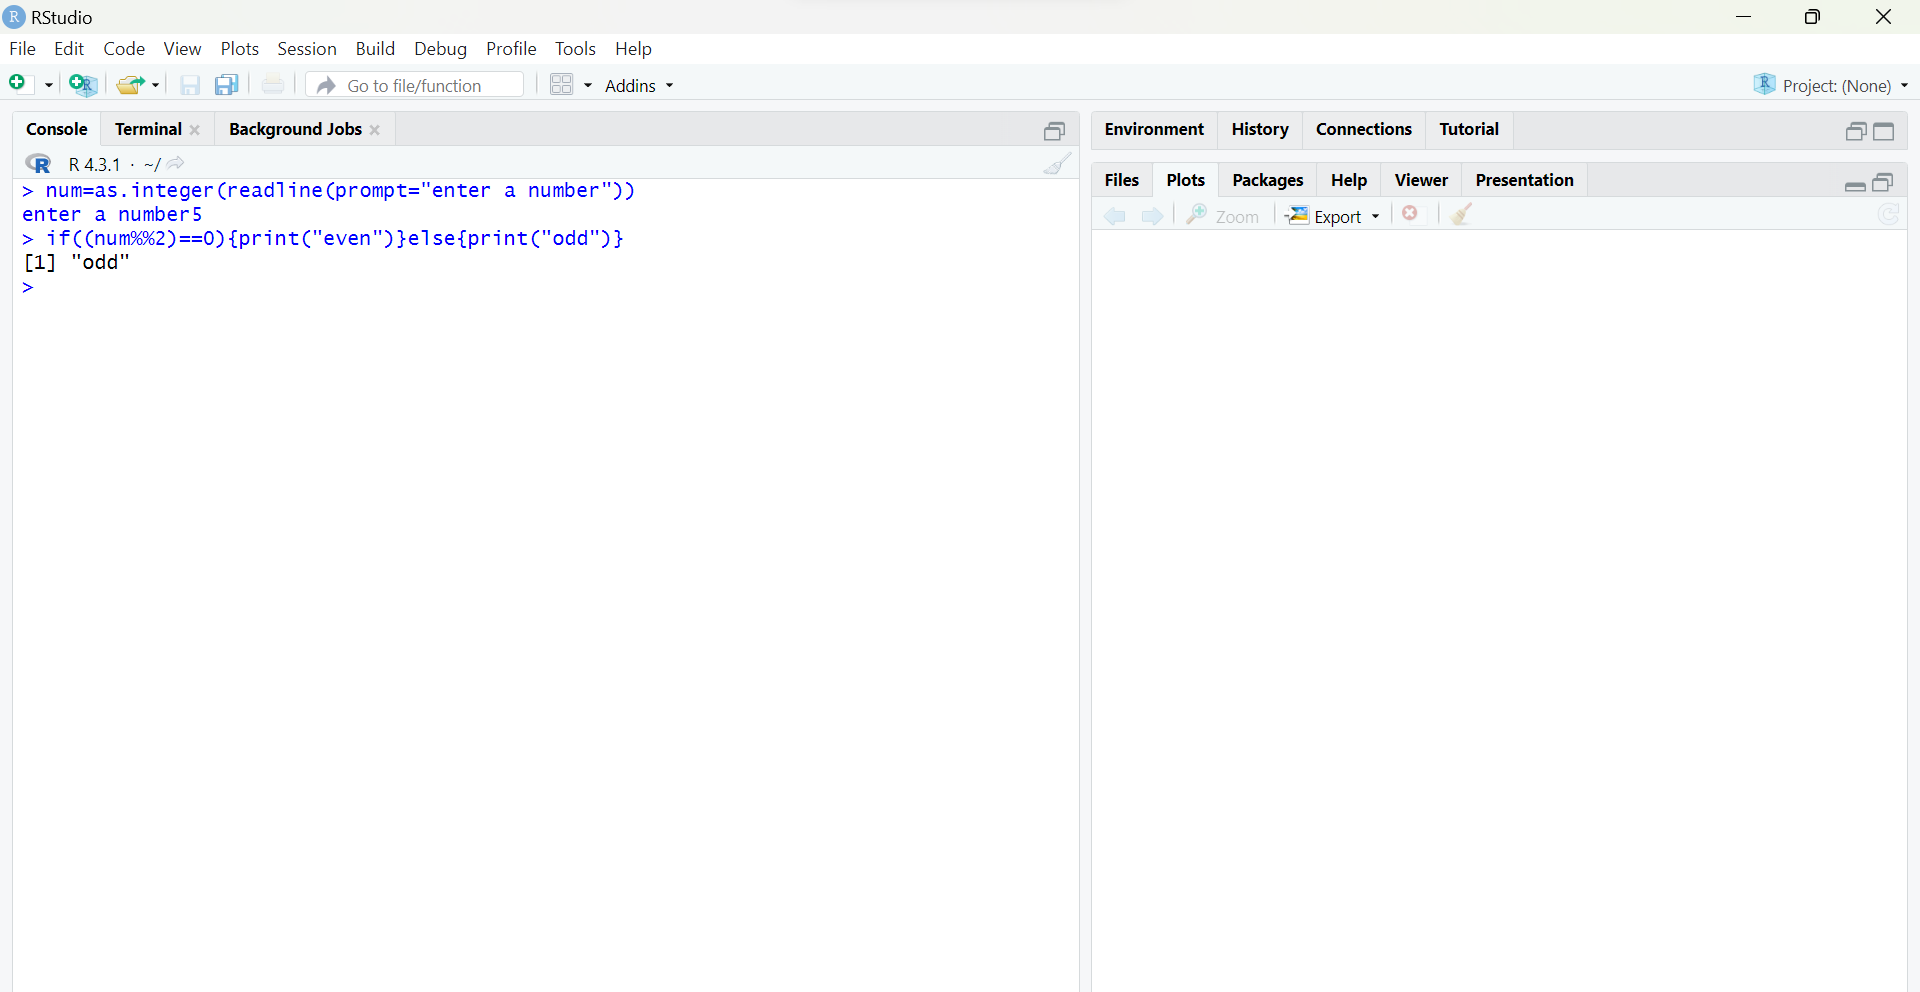 R RStudio
File Edit Code View Plots Session Build Debug Profile Tools Help
R Go to file/function Addins R Project: (None)
Console Terminal Background Jobs
Environment History Connections Tutorial
R R 4.3.1 · ~/
Files Plots Packages Help Viewer Presentation
Zoom Export
> num=as.integer(readline(prompt="enter a number"))
enter a number5
> if((num%%2)==0){print("even")}else{print("odd")}
[1] "odd"
>